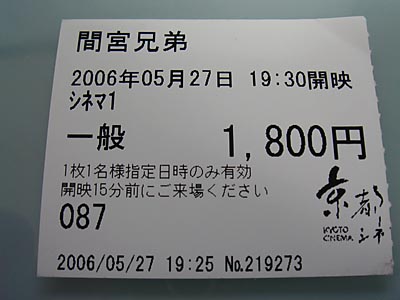 間宮兄弟
2006年05月27日 19:30開映
ｼﾈﾏ1
一般 1,800円
1枚1名様指定日時のみ有効
開映15分前にご来場ください
087
京都シネマ
KYOTO
CINEMA
2006/05/27 19:25 No.219273